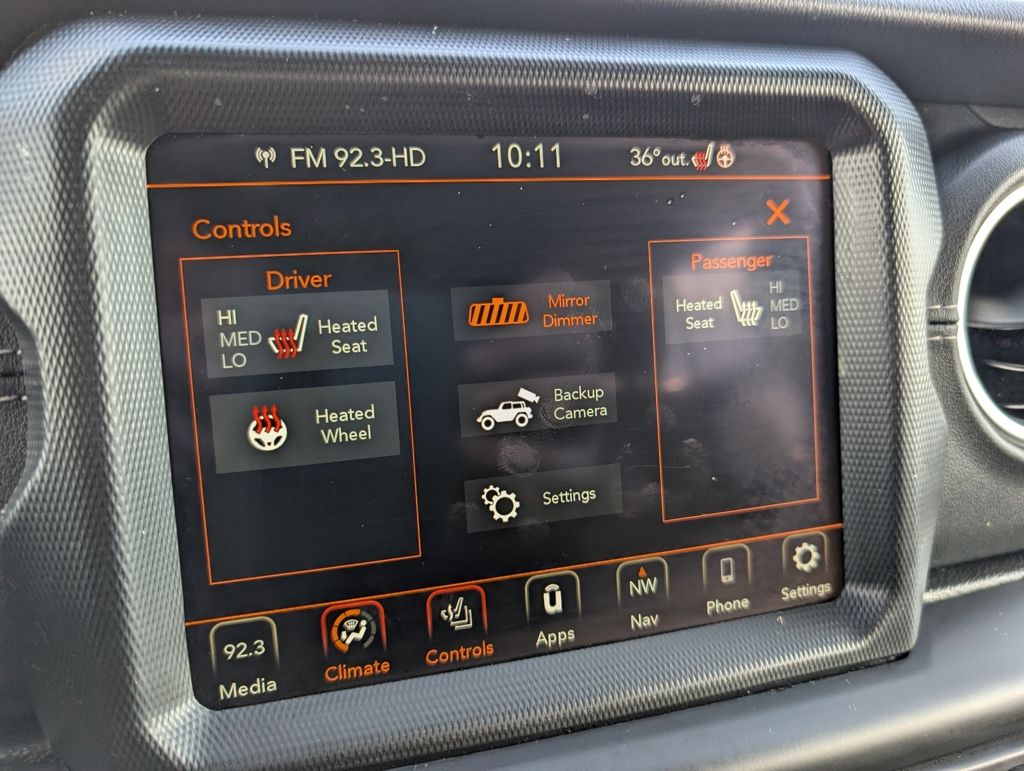 FM 92.3-HD
10:11
36° out.
Controls
X
Driver
HI
MED
LO
Heated
Seat
Heated
Wheel
Mirror
Dimmer
Backup
Camera
Settings
Passenger
Heated
Seat
HI
MED
LO
92.3
Media
Climate
Controls
Apps
NW
Nav
Phone
Settings